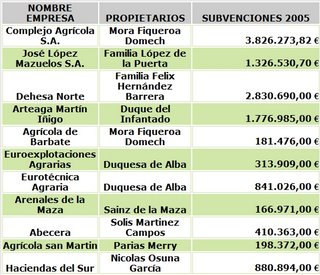 NOMBRE EMPRESA PROPIETARIOS SUBVENCIONES 2005
Complejo Agrícola S.A. Mora Fiqueroa Domech 3.826.273,82 €
José López Mazuelos S.A. Familia López de la Puerta 1.326.530,70 €
Dehesa Norte Familia Felix Hernández Barrera 2.830.690,00 €
Arteaga Martín Iñigo Duque del Infantado 1.776.985,00 €
Agrícola de Barbate Mora Fiqueroa Domech 181.476,00 €
Euroexplotaciones Agrarias Duquesa de Alba 313.909,00 €
Eurotécnica Agraria Duquesa de Alba 841.026,00 €
Arenales de la Maza Sainz de la Maza 166.971,00 €
Abecera Solis Martinez Campos 410.363,00 €
Agrícola san Martin Parias Merry 198.372,00 €
Haciendas del Sur Nicolas Osuna García 880.894,00 €